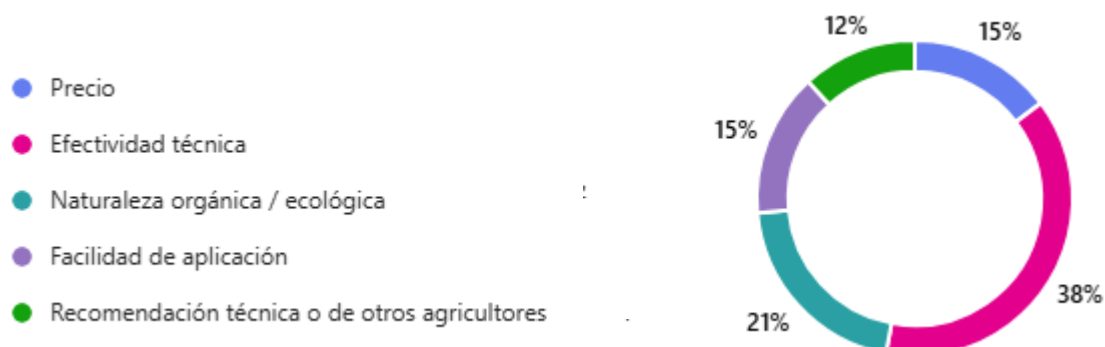 Precio
Efectividad técnica
Naturaleza orgánica / ecológica
Facilidad de aplicación
Recomendación técnica o de otros agricultores
12%
15%
15%
38%
21%